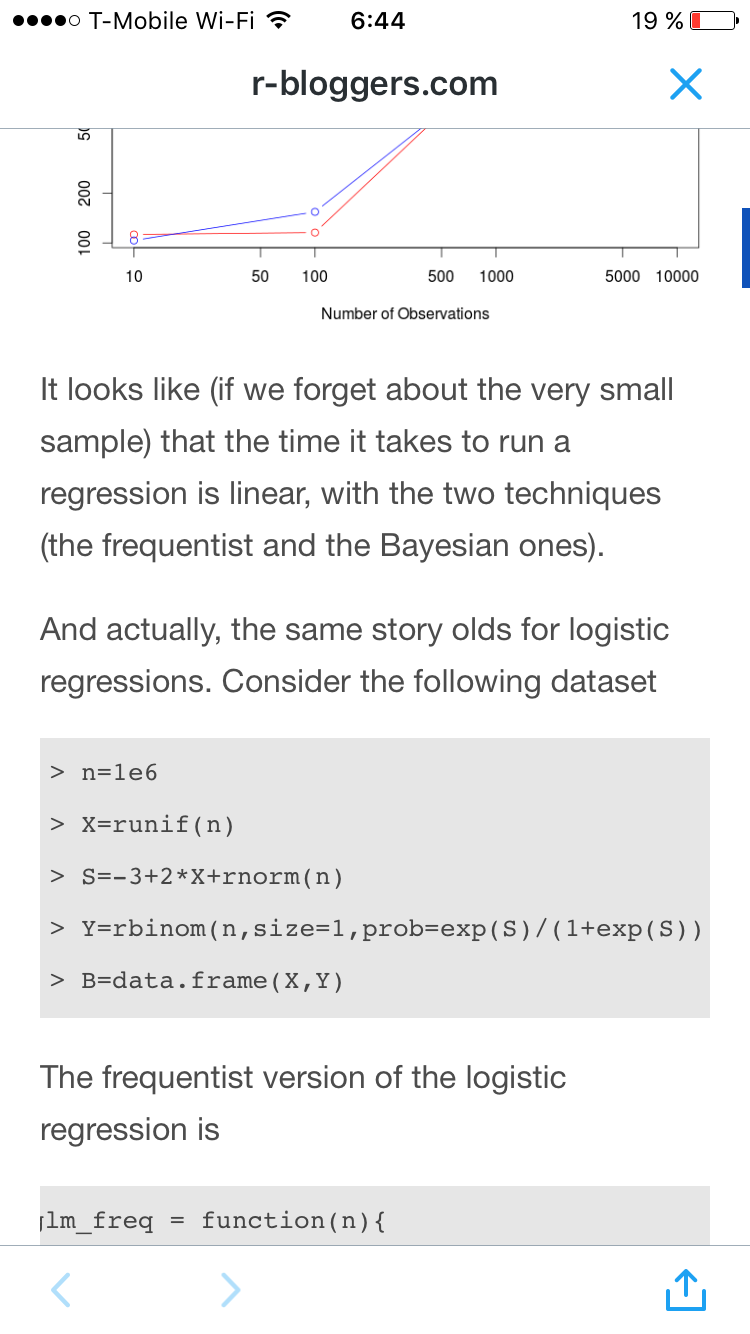 T-Mobile Wi-Fi 6:44 19 %
r-bloggers.com
200
100
10 50 100 500 1000 5000 10000
Number of Observations
It looks like (if we forget about the very small
sample) that the time it takes to run a
regression is linear, with the two techniques
(the frequentist and the Bayesian ones).
And actually, the same story olds for logistic
regressions. Consider the following dataset
> n=1e6
> X=runif(n)
> S=-3+2*X+rnorm(n)
> Y=rbinom(n,size=1,prob=exp(S)/(1+exp(S))
> B=data.frame(X,Y)
The frequentist version of the logistic
regression is
lm_freq = function(n){